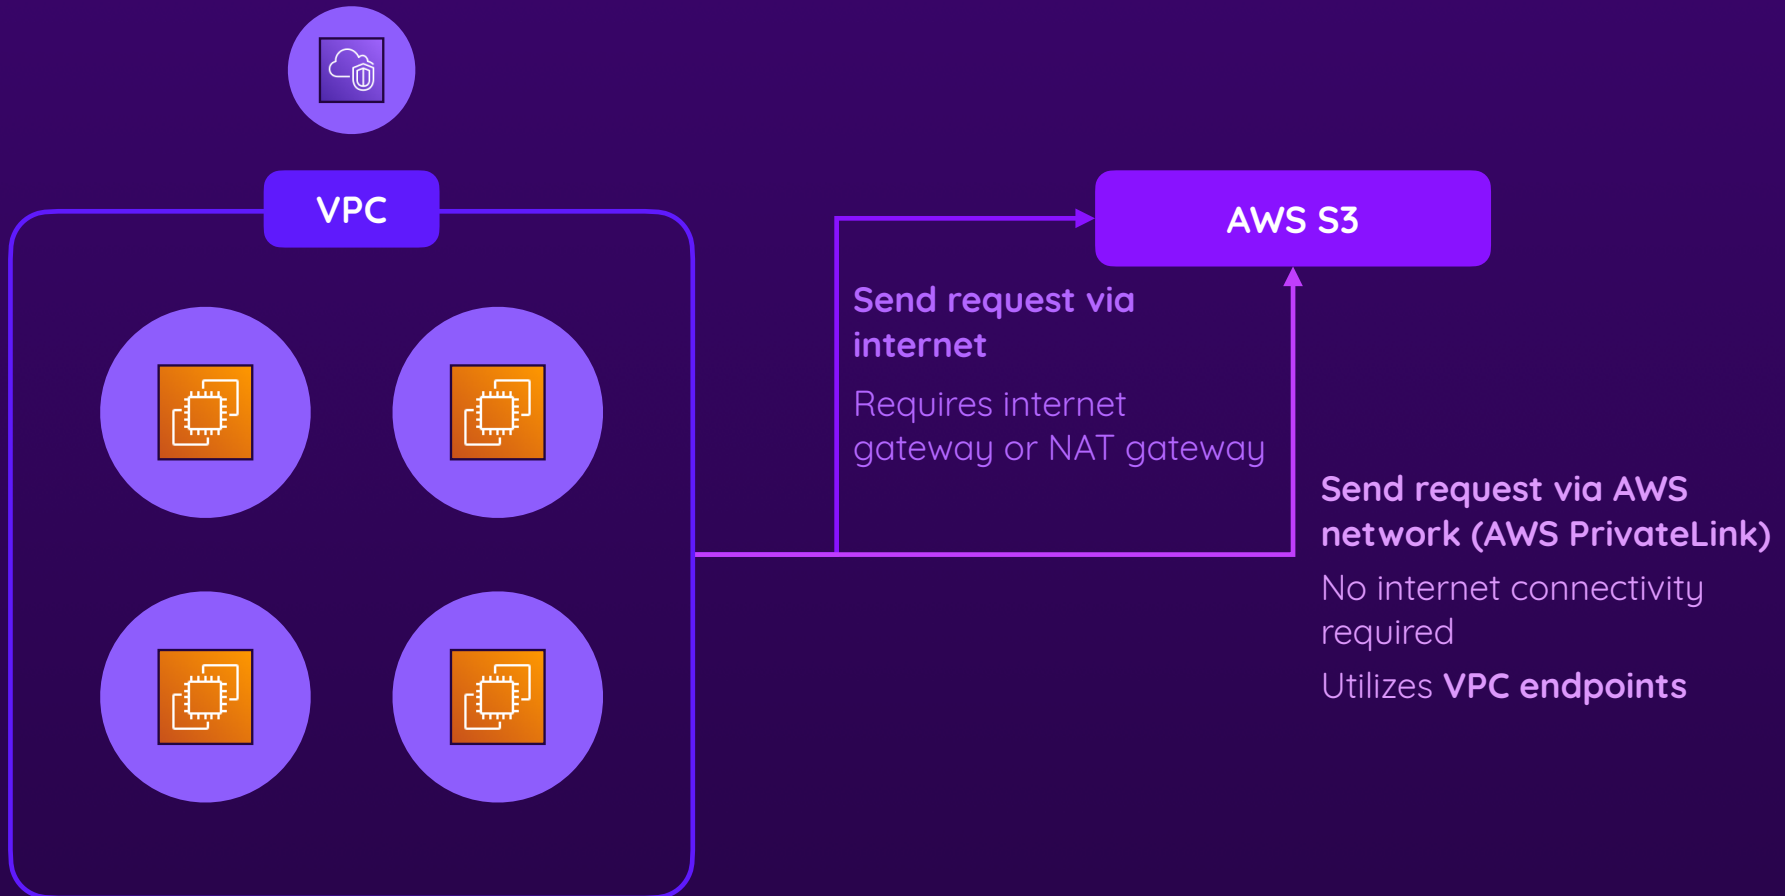 VPC
AWS S3
Send request via
internet
Requires internet
gateway or NAT gateway
Send request via AWS
network (AWS PrivateLink)
No internet connectivity
required
Utilizes VPC endpoints